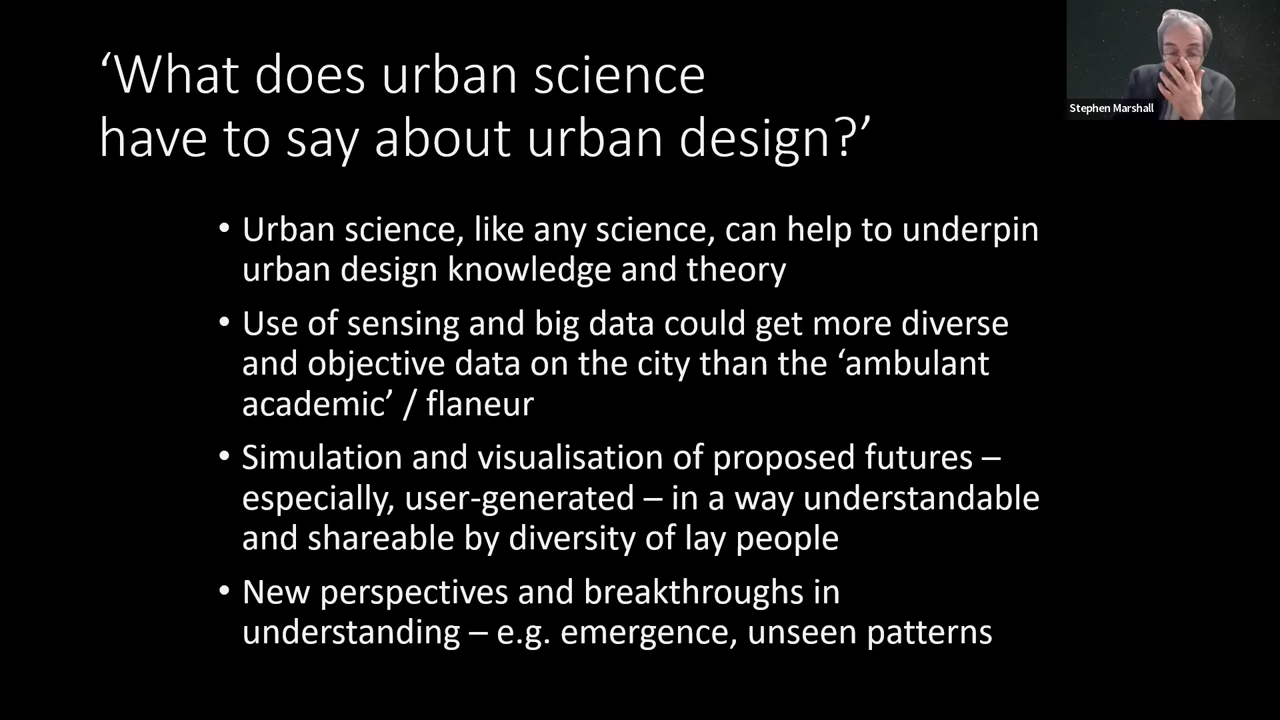 ‘What does urban science
have to say about urban design?’
Stephen Marshall
• Urban science, like any science, can help to underpin
urban design knowledge and theory
• Use of sensing and big data could get more diverse
and objective data on the city than the ‘ambulant
academic’ / flaneur
• Simulation and visualisation of proposed futures –
especially, user-generated – in a way understandable
and shareable by diversity of lay people
• New perspectives and breakthroughs in
understanding – e.g. emergence, unseen patterns